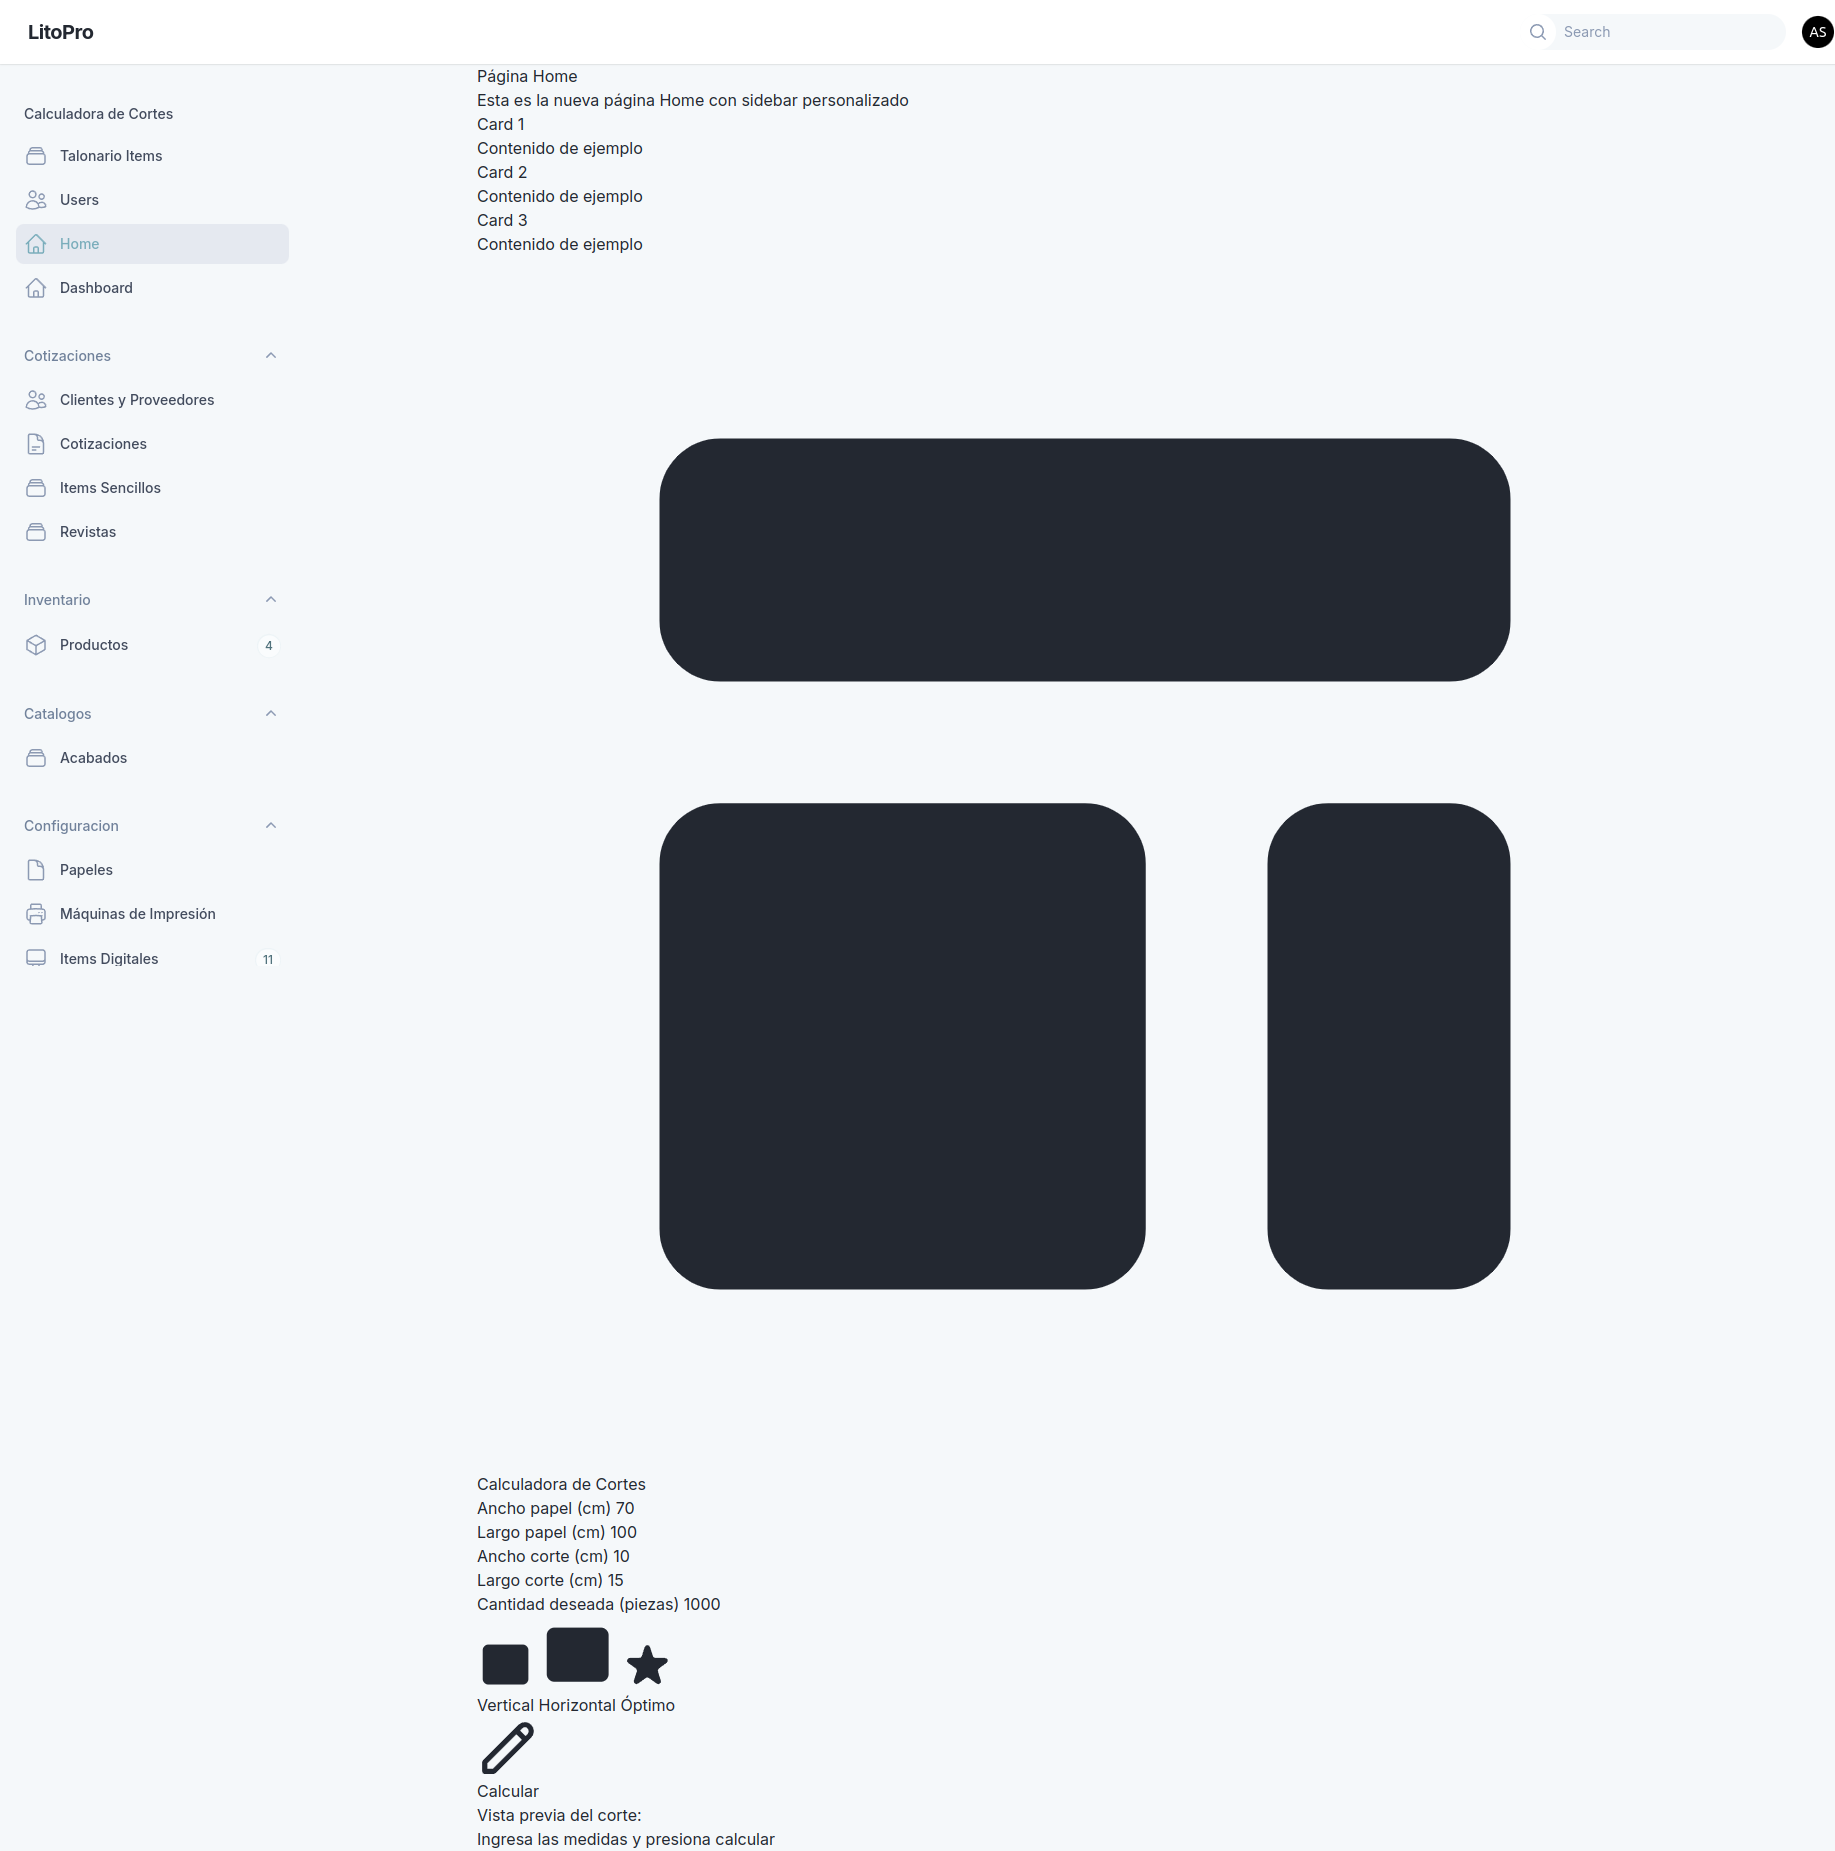 LitoPro
Search
AS
Calculadora de Cortes
Talonario Items
Users
Home
Dashboard
Cotizaciones
Clientes y Proveedores
Cotizaciones
Items Sencillos
Revistas
Inventario
Productos 4
Catalogos
Acabados
Configuracion
Papeles
Máquinas de Impresión
Items Digitales 11
Página Home
Esta es la nueva página Home con sidebar personalizado
Card 1
Contenido de ejemplo
Card 2
Contenido de ejemplo
Card 3
Contenido de ejemplo
Calculadora de Cortes
Ancho papel (cm) 70
Largo papel (cm) 100
Ancho corte (cm) 10
Largo corte (cm) 15
Cantidad deseada (piezas) 1000
Vertical Horizontal Óptimo
Calcular
Vista previa del corte:
Ingresa las medidas y presiona calcular